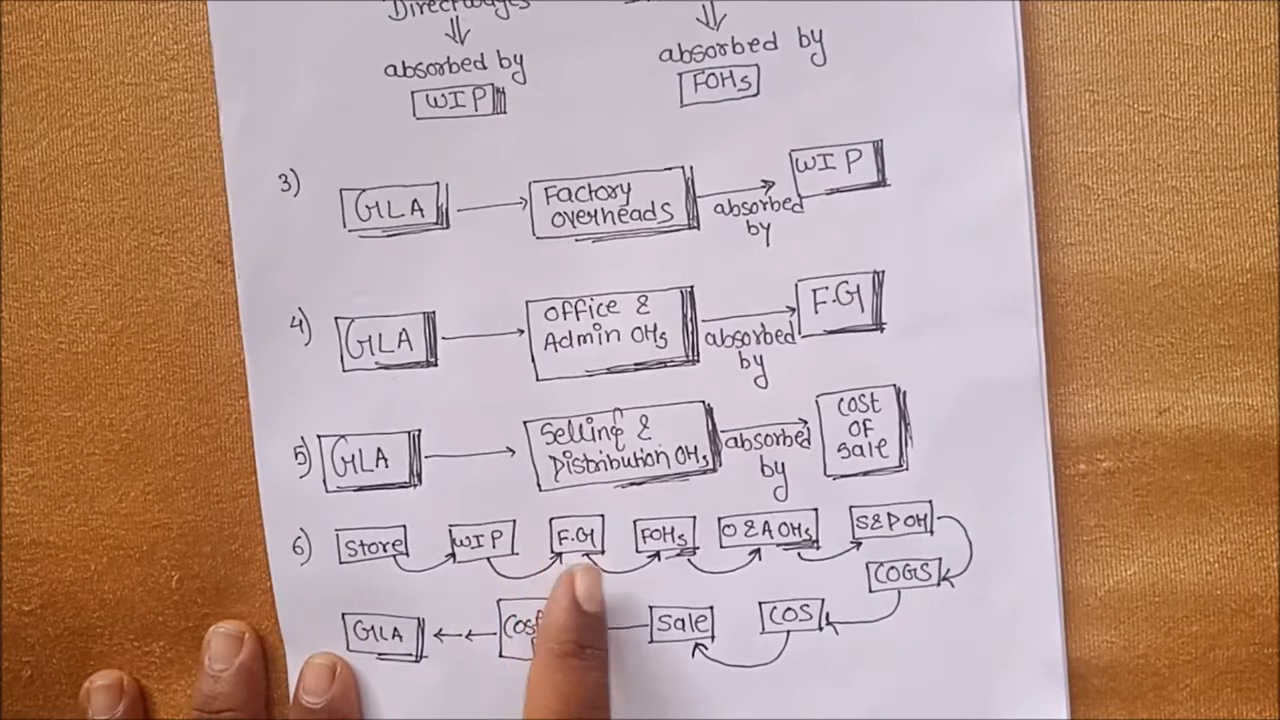 Direct wages
absorbed by
absorbed by
WIP
FOHs
3)
GLA
Factory
overheads
absorbed
by
WIP
4)
GLA
Office &
Admin OHs
absorbed
by
F.G
5)
GLA
Selling &
Distribution OHs
absorbed
by
Cost
OF
Sale
6)
Store
WIP
F.G
FOHs
O & A OHs
S & D OH
COGS
COS
Sale
GLA